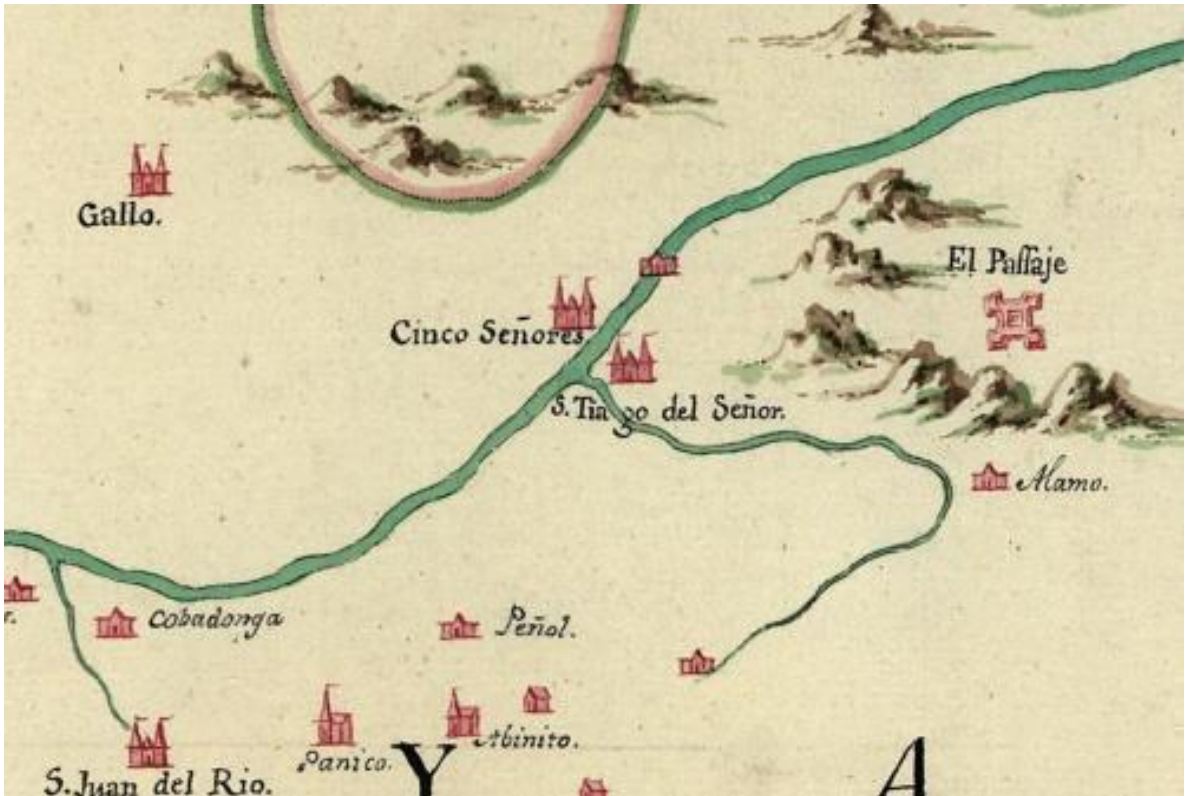 Gallo.
El Paſſaje
Cinco Señores.
S. Tiago del Señor.
Alamo.
r.
Cobadonga
Peñol.
Abinito.
Panico.
Y A
S. Juan del Rio.